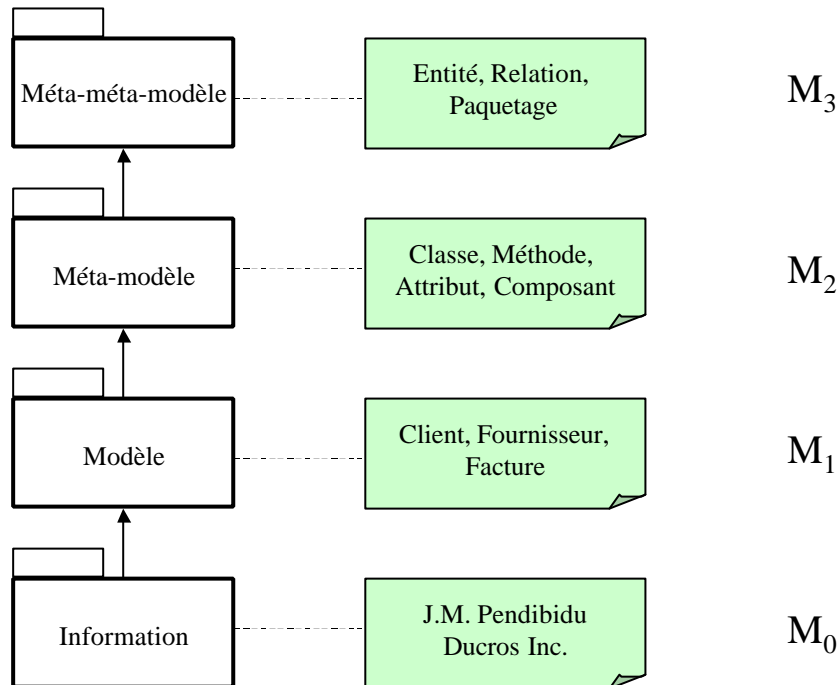 Méta-méta-modèle
Entité, Relation,
Paquetage
M₃
Méta-modèle
Classe, Méthode,
Attribut, Composant
M₂
Modèle
Client, Fournisseur,
Facture
M₁
Information
J.M. Pendibidu
Ducros Inc.
M₀